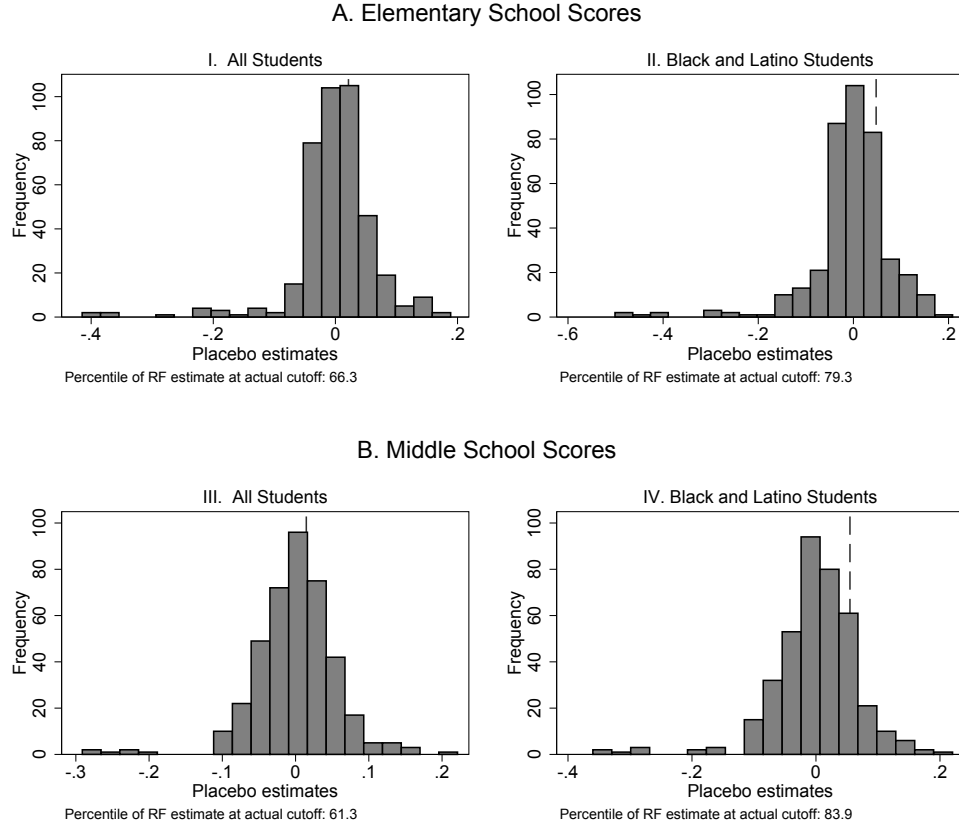 A. Elementary School Scores
I. All Students
II. Black and Latino Students
Frequency
0 20 40 60 80 100
-.4 -.2 0 .2
Placebo estimates
Percentile of RF estimate at actual cutoff: 66.3
Frequency
0 20 40 60 80 100
-.6 -.4 -.2 0 .2
Placebo estimates
Percentile of RF estimate at actual cutoff: 79.3
B. Middle School Scores
III. All Students
IV. Black and Latino Students
Frequency
0 20 40 60 80 100
-.3 -.2 -.1 0 .1 .2
Placebo estimates
Percentile of RF estimate at actual cutoff: 61.3
Frequency
0 20 40 60 80 100
-.4 -.2 0 .2
Placebo estimates
Percentile of RF estimate at actual cutoff: 83.9